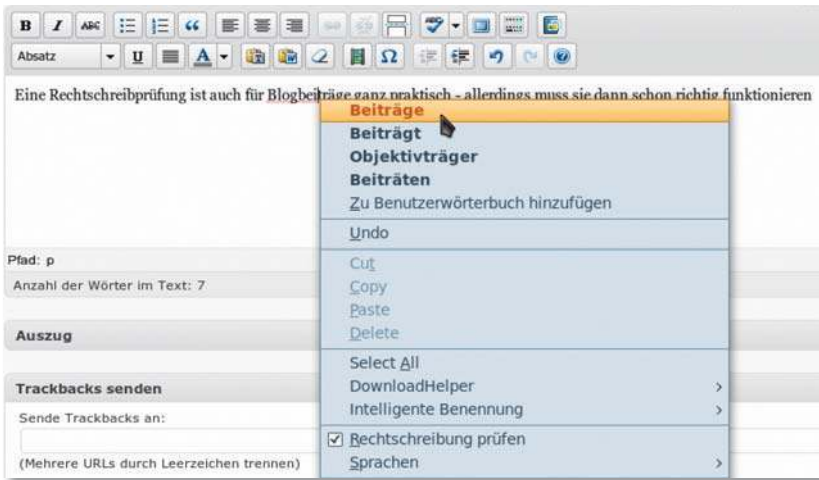 B I ABC
Absatz U A Ω
Eine Rechtschreibprüfung ist auch für Blogbeiträge ganz praktisch - allerdings muss sie dann schon richtig funktionieren
Beiträge
Beiträgt
Objektivträger
Beiträten
Zu Benutzerwörterbuch hinzufügen
Undo
Pfad: p
Cut
Anzahl der Wörter im Text: 7
Copy
Paste
Auszug
Delete
Select All
Trackbacks senden
DownloadHelper
Intelligente Benennung
Sende Trackbacks an:
Rechtschreibung prüfen
(Mehrere URLs durch Leerzeichen trennen)
Sprachen